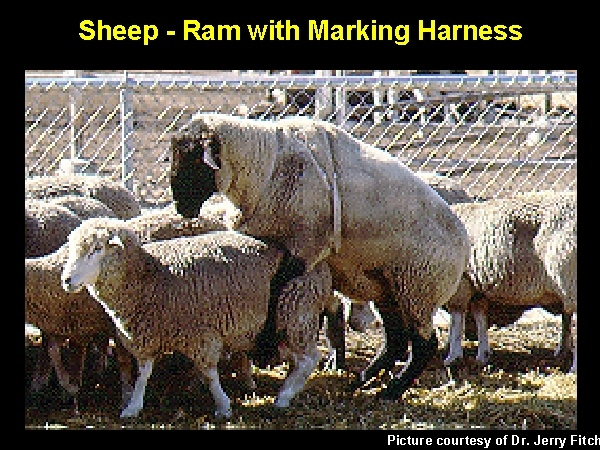 Sheep - Ram with Marking Harness
Picture courtesy of Dr. Jerry Fitch